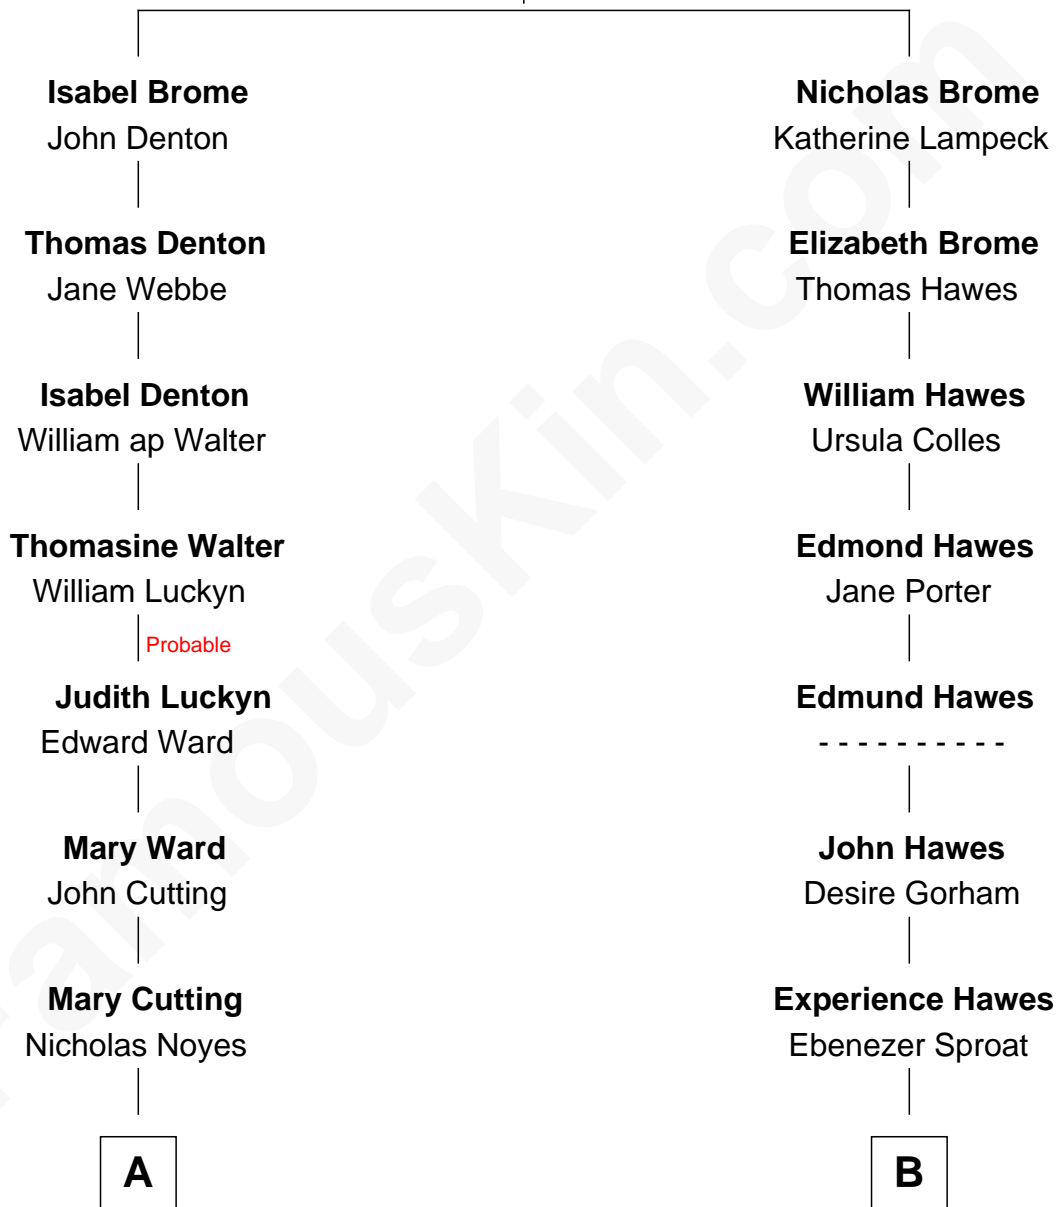 Isabel Brome
John Denton
Nicholas Brome
Katherine Lampeck
Thomas Denton
Jane Webbe
Elizabeth Brome
Thomas Hawes
Isabel Denton
William ap Walter
William Hawes
Ursula Colles
Thomasine Walter
William Luckyn
Edmond Hawes
Jane Porter
Probable
Judith Luckyn
Edward Ward
Edmund Hawes
- - - - - - - - - -
Mary Ward
John Cutting
John Hawes
Desire Gorham
Mary Cutting
Nicholas Noyes
Experience Hawes
Ebenezer Sproat
A
B
FamousKin.com